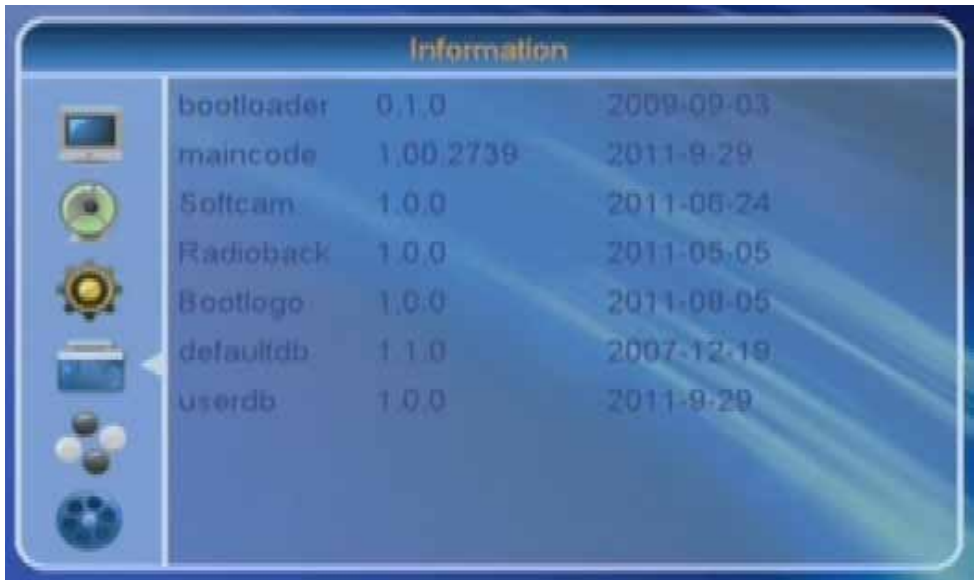 Information
bootloader 0.1.0 2009-09-03
maincode 1.00.2739 2011-9-29
Softcam 1.0.0 2011-06-24
Radioback 1.0.0 2011-05-05
Bootlogo 1.0.0 2011-08-05
defaultdb 1.1.0 2007-12-19
userdb 1.0.0 2011-9-29